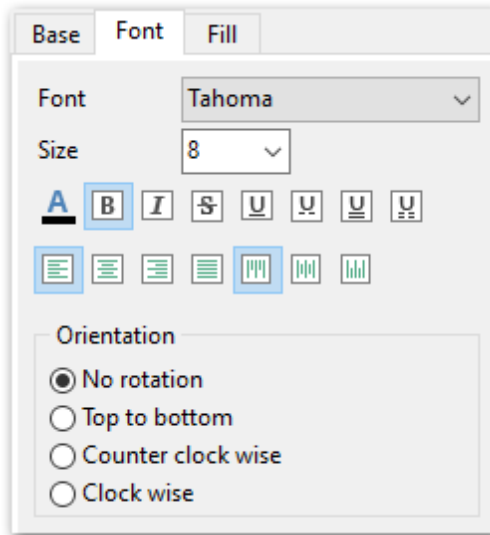 Base Font Fill
Font Tahoma
Size 8
A B I S U U U U
Orientation
No rotation
Top to bottom
Counter clock wise
Clock wise